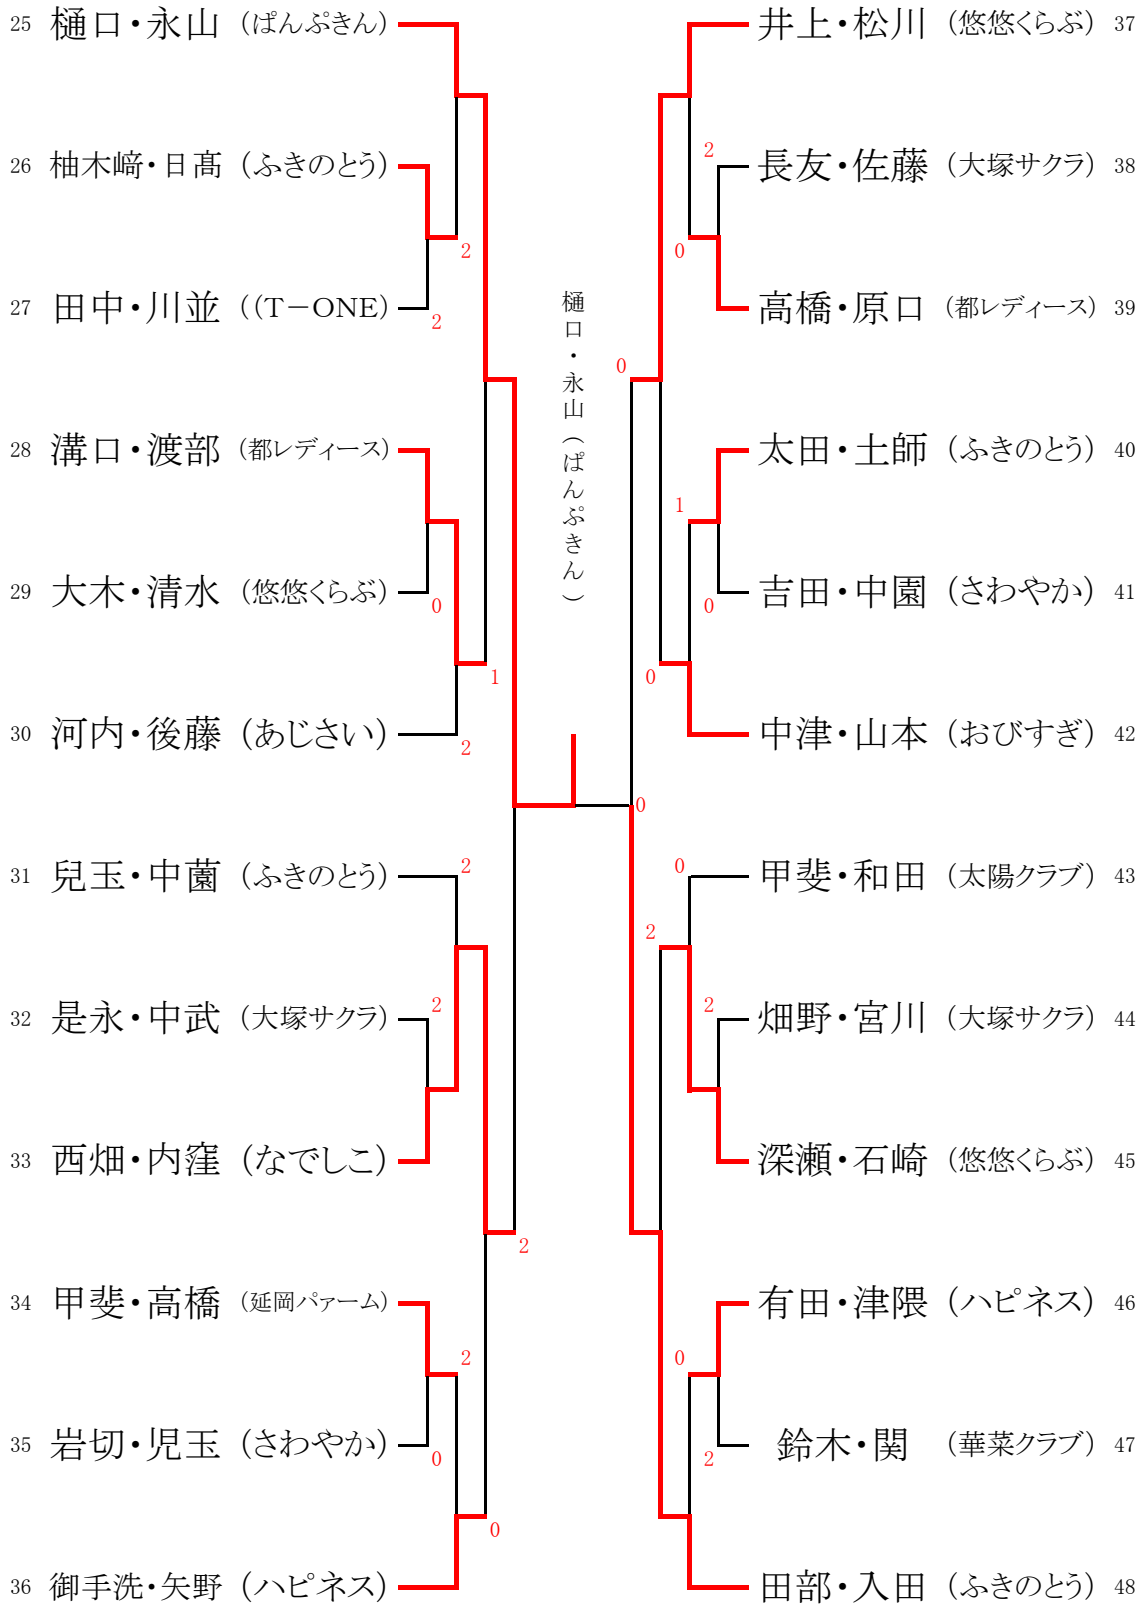 25 樋口・永山 (ぱんぷきん)
26 柚木﨑・日髙 (ふきのとう)
2
27 田中・川並 ((T－ONE)
2
28 溝口・渡部 (都レディース)
29 大木・清水 (悠悠くらぶ)
0
1
30 河内・後藤 (あじさい)
2
31 兒玉・中薗 (ふきのとう)
2
32 是永・中武 (大塚サクラ)
2
33 西畑・内窪 (なでしこ)
2
34 甲斐・高橋 (延岡パァーム)
2
35 岩切・児玉 (さわやか)
0
0
36 御手洗・矢野 (ハピネス)
樋口・永山(ぱんぷきん)
0
0
井上・松川 (悠悠くらぶ) 37
2
長友・佐藤 (大塚サクラ) 38
0
高橋・原口 (都レディース) 39
太田・土師 (ふきのとう) 40
1
吉田・中園 (さわやか) 41
0
0
中津・山本 (おびすぎ) 42
0
甲斐・和田 (太陽クラブ) 43
2
2
畑野・宮川 (大塚サクラ) 44
深瀬・石崎 (悠悠くらぶ) 45
有田・津隈 (ハピネス) 46
0
鈴木・関 (華菜クラブ) 47
2
田部・入田 (ふきのとう) 48